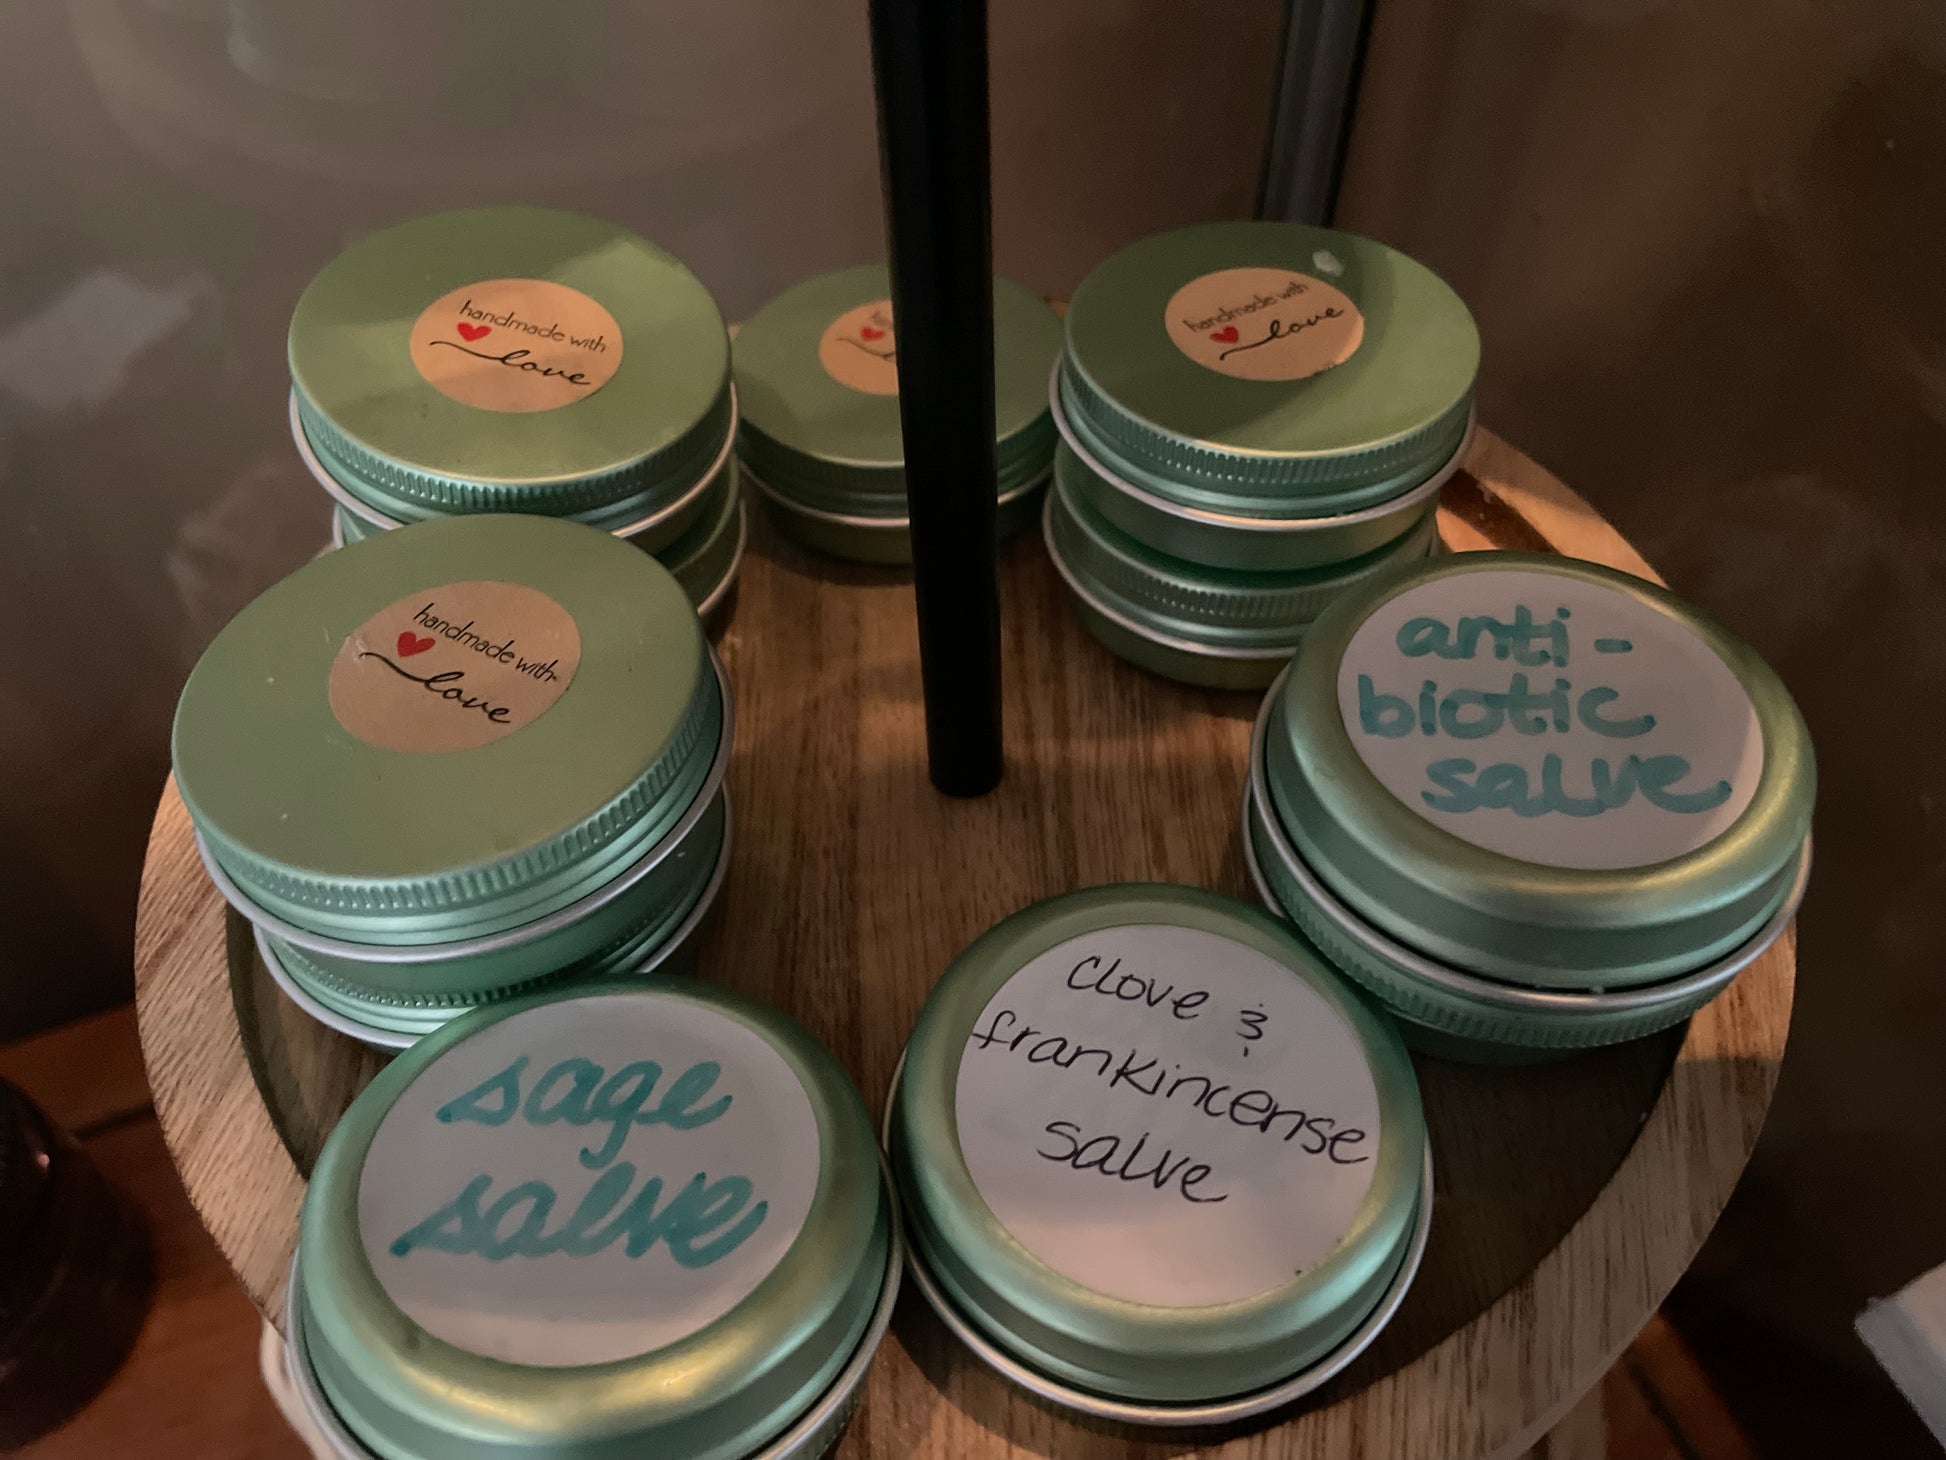 handmade with
love
handmade with
love
handmade with
love
anti-
biotic
salve
clove &
frankincense
salve
sage
salve